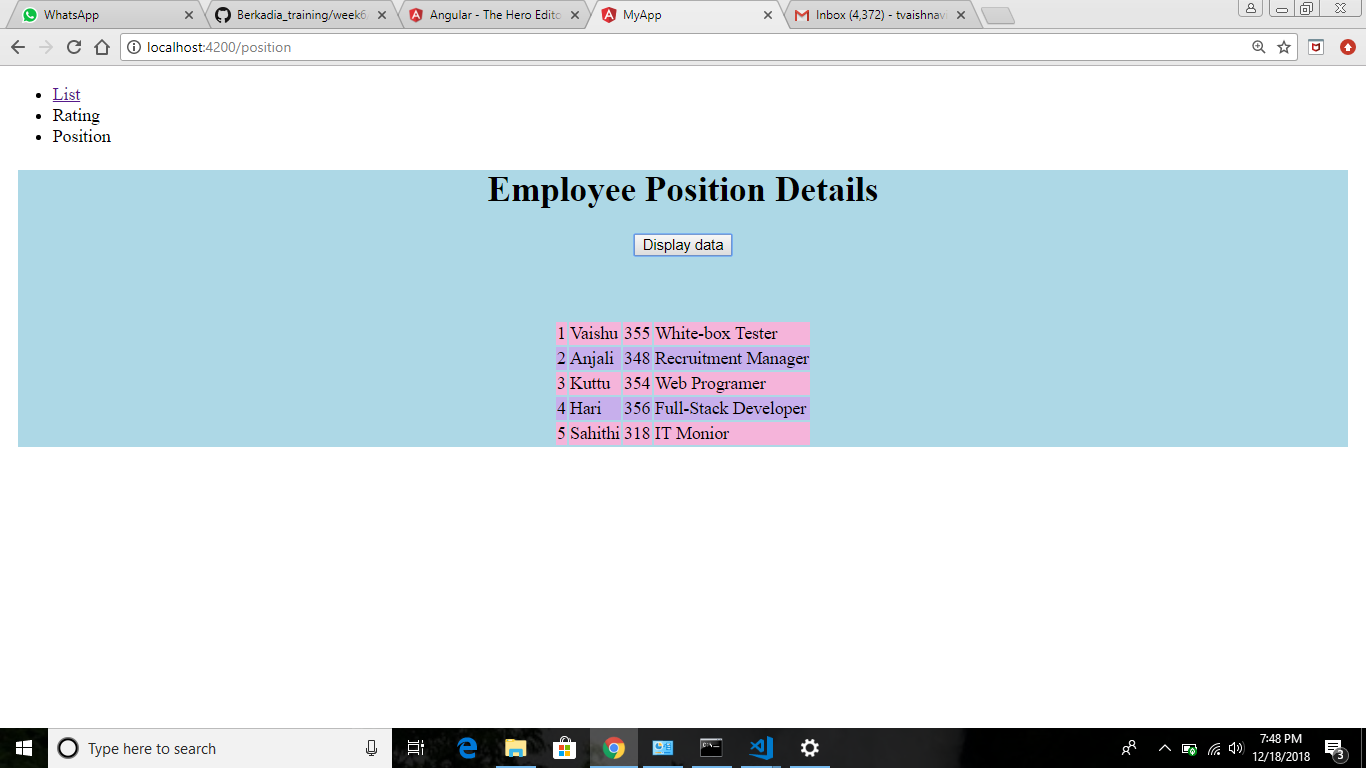 WhatsApp
Berkadia_training/week6
Angular - The Hero Edito
MyApp
Inbox (4,372) - tvaishnavi
localhost:4200/position
List
Rating
Position
Employee Position Details
Display data
1 Vaishu 355 White-box Tester
2 Anjali 348 Recruitment Manager
3 Kuttu 354 Web Programer
4 Hari 356 Full-Stack Developer
5 Sahithi 318 IT Monior
Type here to search
7:48 PM
12/18/2018
3